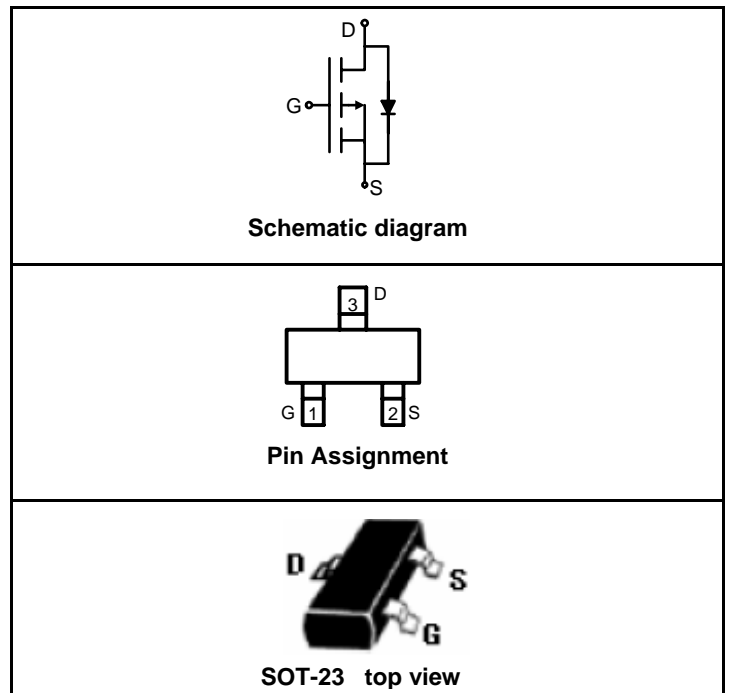 D
G
S
Schematic diagram
3 D
G 1 2 S
Pin Assignment
D
S
G
SOT-23 top view